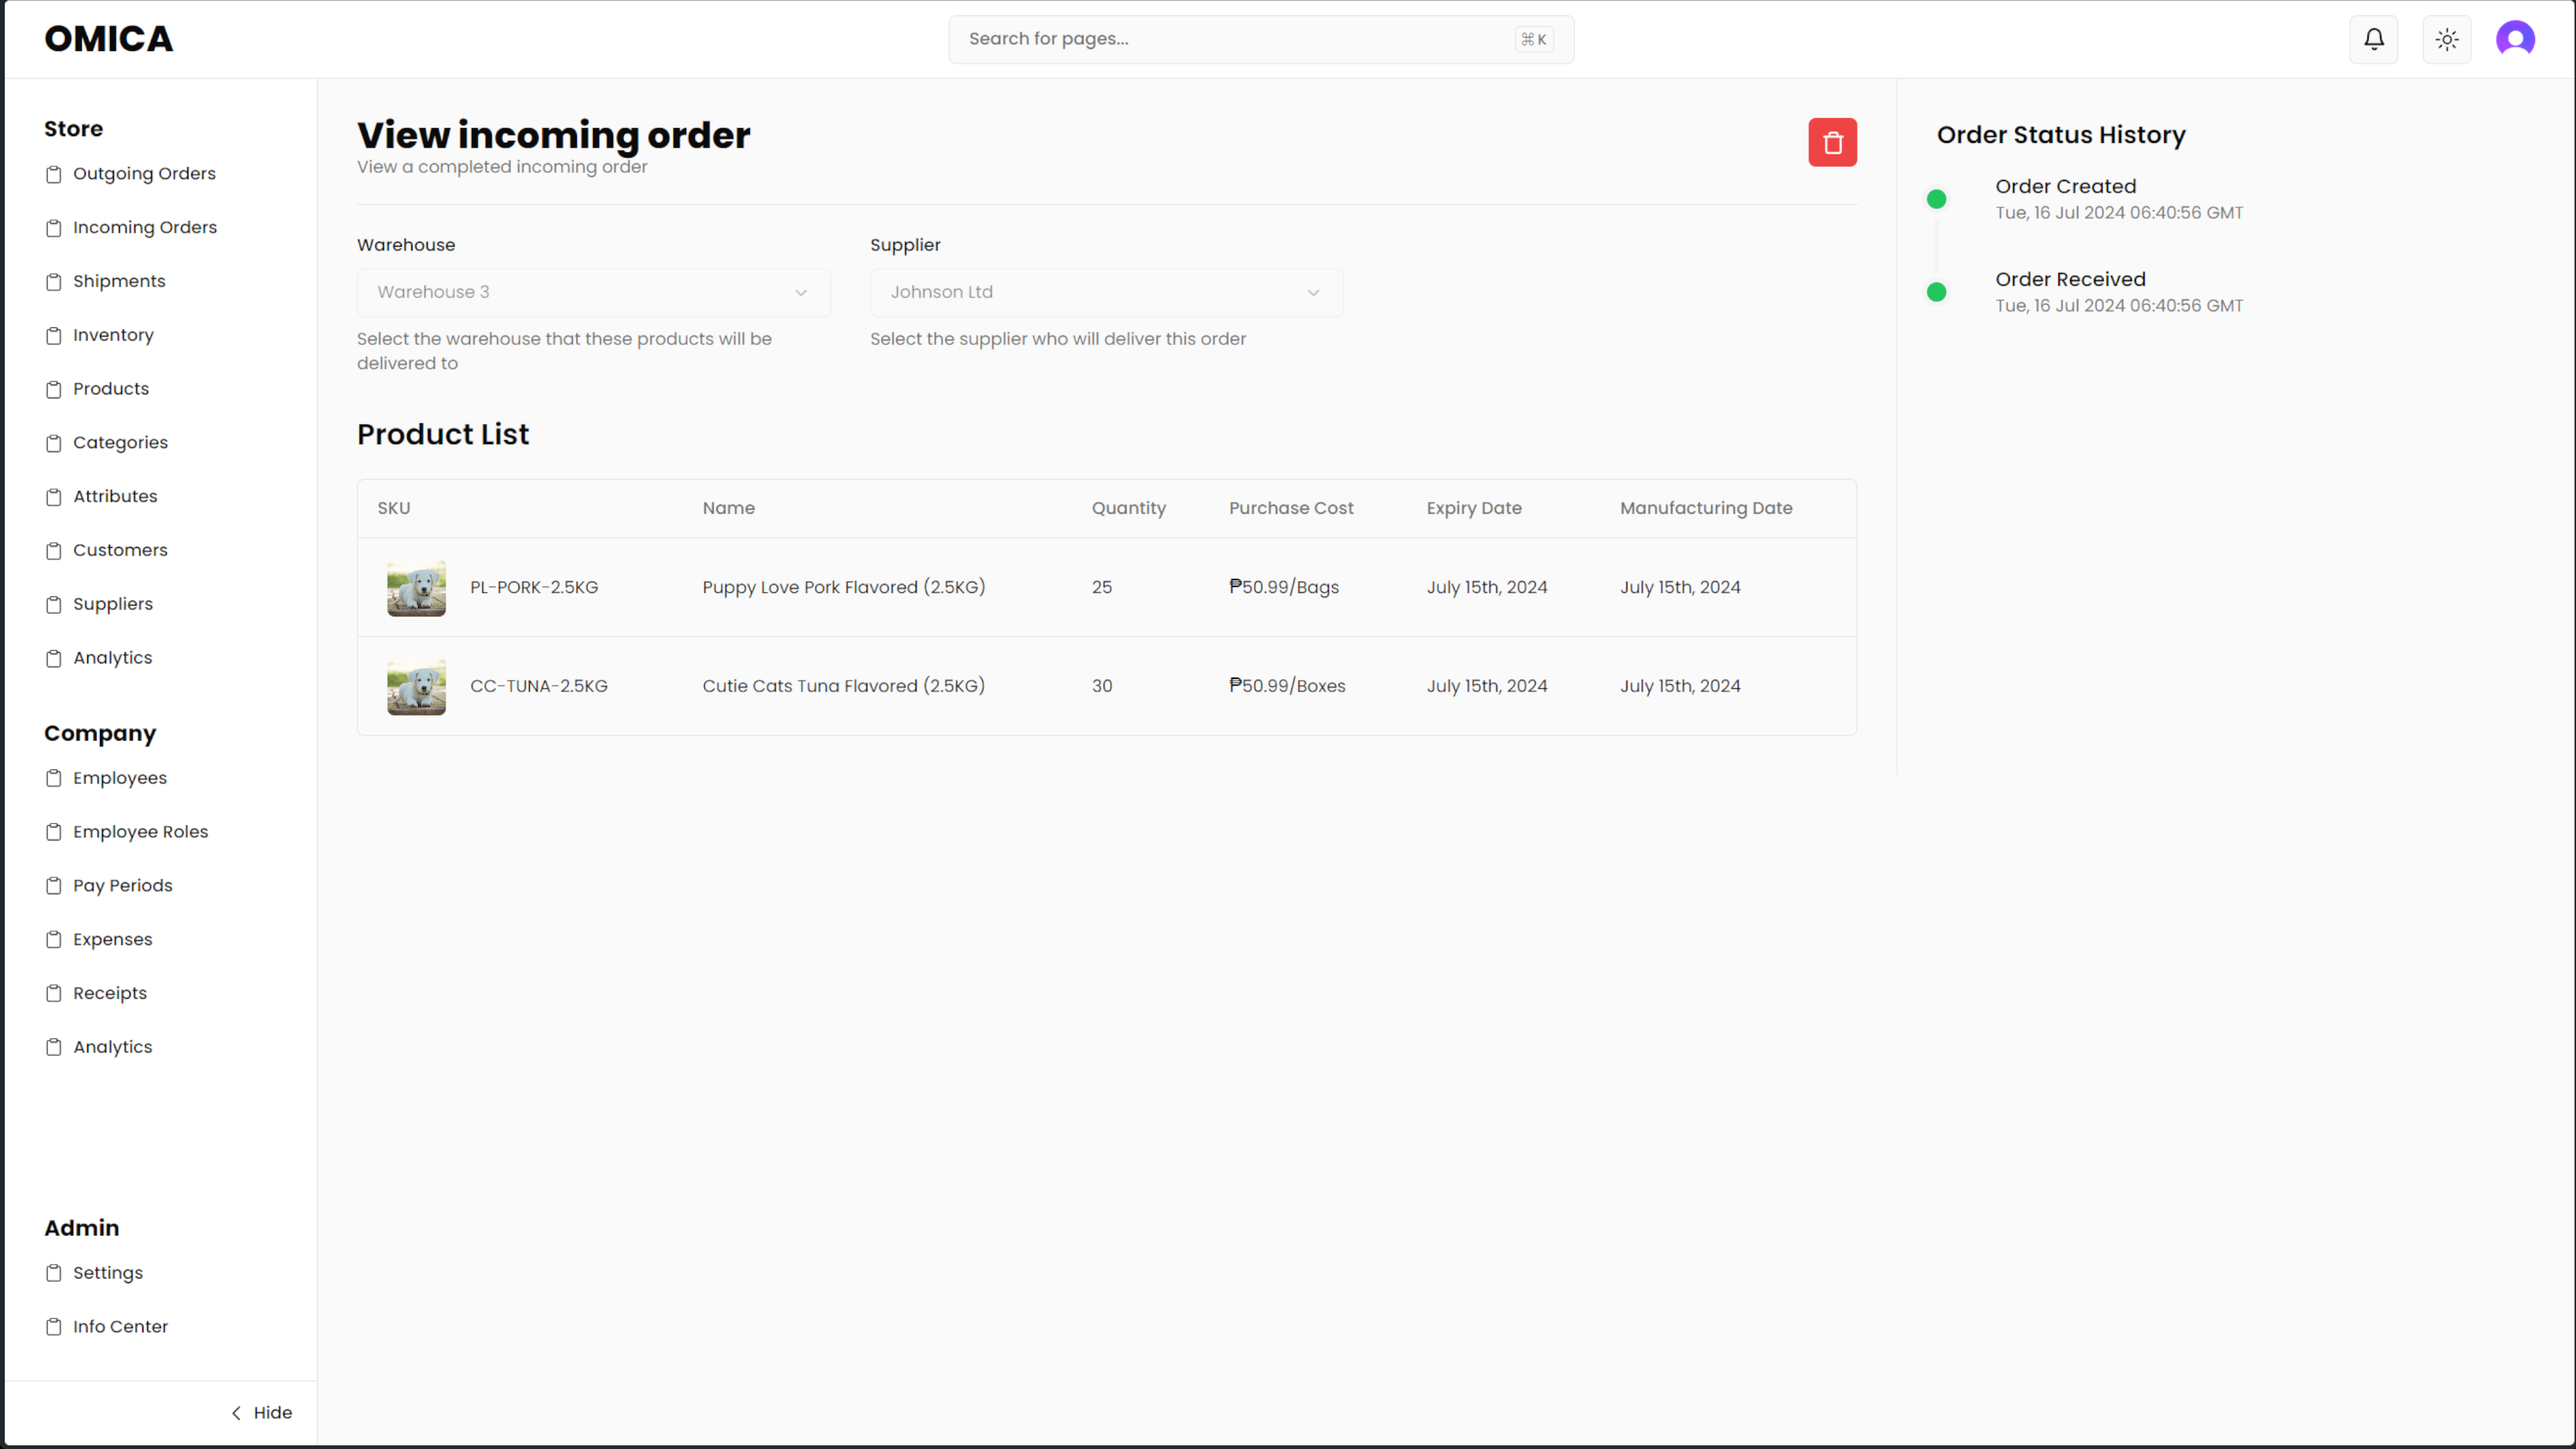 OMICA
Search for pages...
⌘K
Store
Outgoing Orders
Incoming Orders
Shipments
Inventory
Products
Categories
Attributes
Customers
Suppliers
Analytics
Company
Employees
Employee Roles
Pay Periods
Expenses
Receipts
Analytics
Admin
Settings
Info Center
Hide
View incoming order
View a completed incoming order
Warehouse
Warehouse 3
Select the warehouse that these products will be
delivered to
Supplier
Johnson Ltd
Select the supplier who will deliver this order
Product List
SKU Name Quantity Purchase Cost Expiry Date Manufacturing Date
PL-PORK-2.5KG Puppy Love Pork Flavored (2.5KG) 25 ₱50.99/Bags July 15th, 2024 July 15th, 2024
CC-TUNA-2.5KG Cutie Cats Tuna Flavored (2.5KG) 30 ₱50.99/Boxes July 15th, 2024 July 15th, 2024
Order Status History
Order Created
Tue, 16 Jul 2024 06:40:56 GMT
Order Received
Tue, 16 Jul 2024 06:40:56 GMT